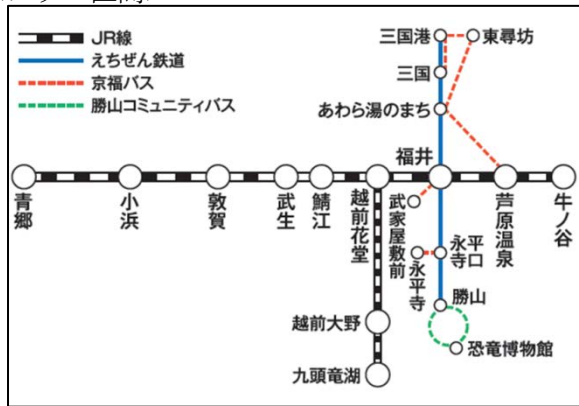 JR線
えちぜん鉄道
京福バス
勝山コミュニティバス
三国港
東尋坊
三国
あわら湯のまち
福井
青郷
小浜
敦賀
武生
鯖江
越前花堂
武家屋敷前
芦原温泉
牛ノ谷
永平寺口
永平寺
勝山
越前大野
恐竜博物館
九頭竜湖